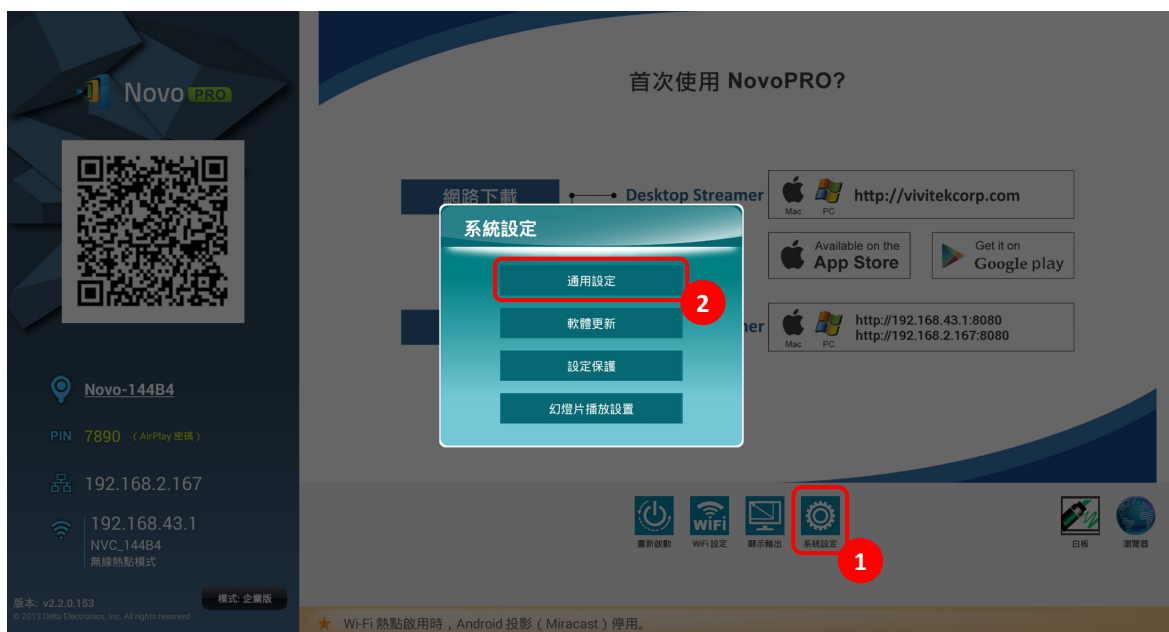 Novo PRO
Novo-144B4
PIN 7890 (AirPlay 密碼)
192.168.2.167
192.168.43.1
NVC_144B4
無線熱點模式
版本: v2.2.0.153
© 2013 Delta Electronics, Inc. All rights reserved
模式: 企業版
首次使用 NovoPRO?
網路下載
Desktop Streamer
Mac PC
http://vivitekcorp.com
Available on the
App Store
Get it on
Google play
ner
Mac PC
http://192.168.43.1:8080
http://192.168.2.167:8080
系統設定
通用設定
2
軟體更新
設定保護
幻燈片播放設置
重新啟動
WiFi
WiFi 設定
顯示輸出
系統設定
1
白板
瀏覽器
★ Wi-Fi 熱點啟用時，Android 投影（Miracast）停用。